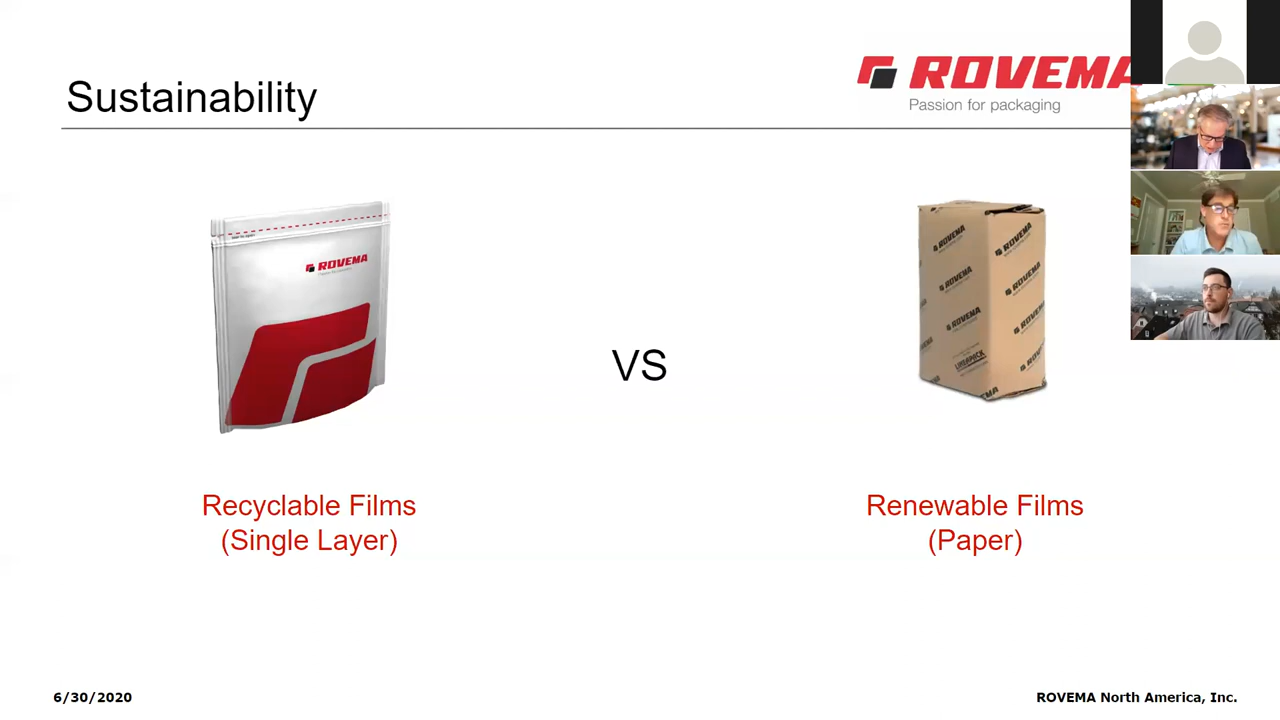 Sustainability
ROVEMA
Passion for packaging
ROVEMA
VS
Recyclable Films
(Single Layer)
Renewable Films
(Paper)
6/30/2020
ROVEMA North America, Inc.